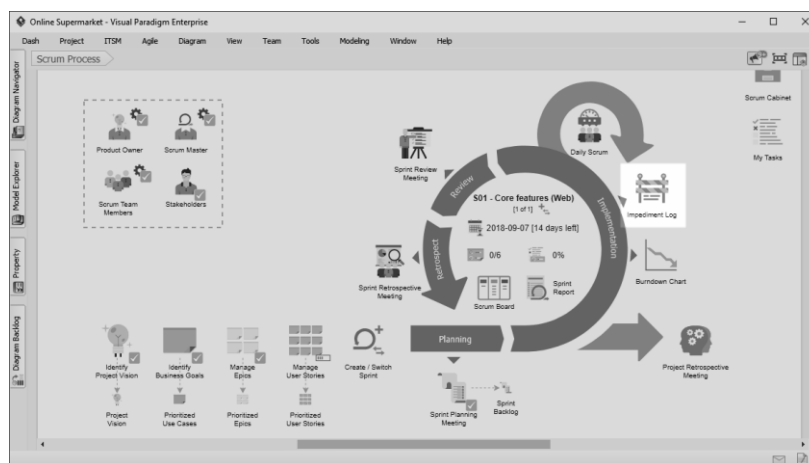 Online Supermarket - Visual Paradigm Enterprise
Dash Project ITSM Agile Diagram View Team Tools Modeling Window Help
Scrum Process
Diagram Navigator
Model Explorer
Property
Diagram Backlog
Product Owner
Scrum Master
Scrum Team
Members
Stakeholders
Sprint Review
Meeting
Daily Scrum
Scrum Cabinet
My Tasks
Review
Retrospect
Implementation
S01 - Core features (Web)
[1 of 1]
2018-09-07 [14 days left]
0/6
0%
Scrum Board
Sprint
Report
Impediment Log
Burndown Chart
Sprint Retrospective
Meeting
Planning
Identify
Project Vision
Identify
Business Goals
Manage
Epics
Manage
User Stories
Create / Switch
Sprint
Project Retrospective
Meeting
Project
Vision
Prioritized
Use Cases
Prioritized
Epics
Prioritized
User Stories
Sprint Planning
Meeting
Sprint
Backlog